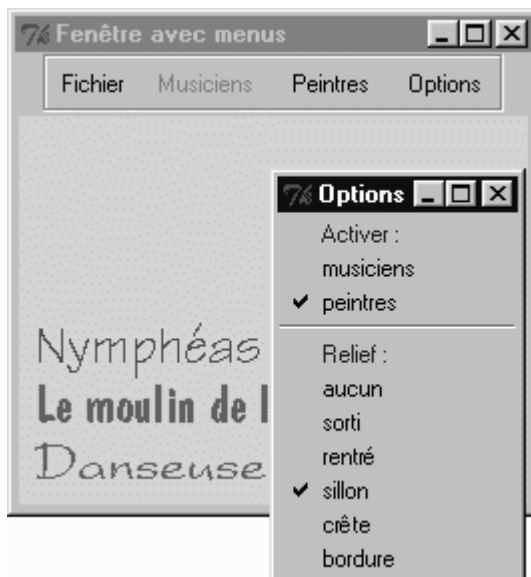 Fenêtre avec menus
Fichier Musiciens Peintres Options
Options
Activer :
musiciens
peintres
Relief :
aucun
sorti
rentré
sillon
crête
bordure
Nymphéas
Le moulin de l
Danseuse